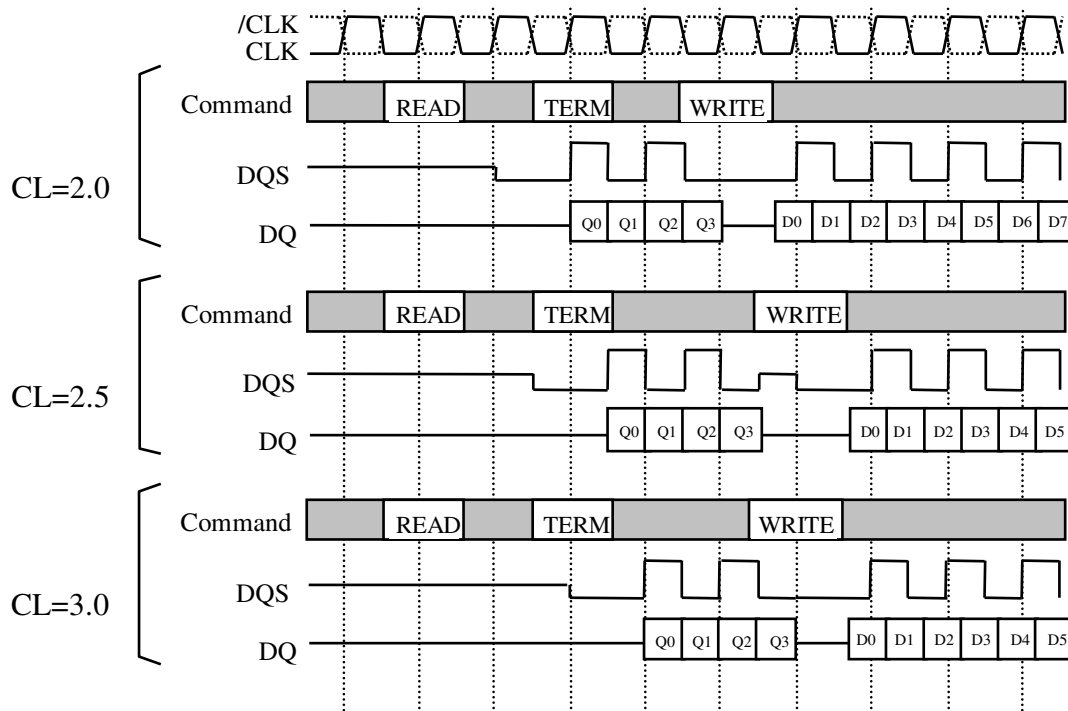 /CLK
CLK
Command READ TERM WRITE
CL=2.0
DQS
DQ Q0 Q1 Q2 Q3 D0 D1 D2 D3 D4 D5 D6 D7
Command READ TERM WRITE
CL=2.5
DQS
DQ Q0 Q1 Q2 Q3 D0 D1 D2 D3 D4 D5
Command READ TERM WRITE
CL=3.0
DQS
DQ Q0 Q1 Q2 Q3 D0 D1 D2 D3 D4 D5